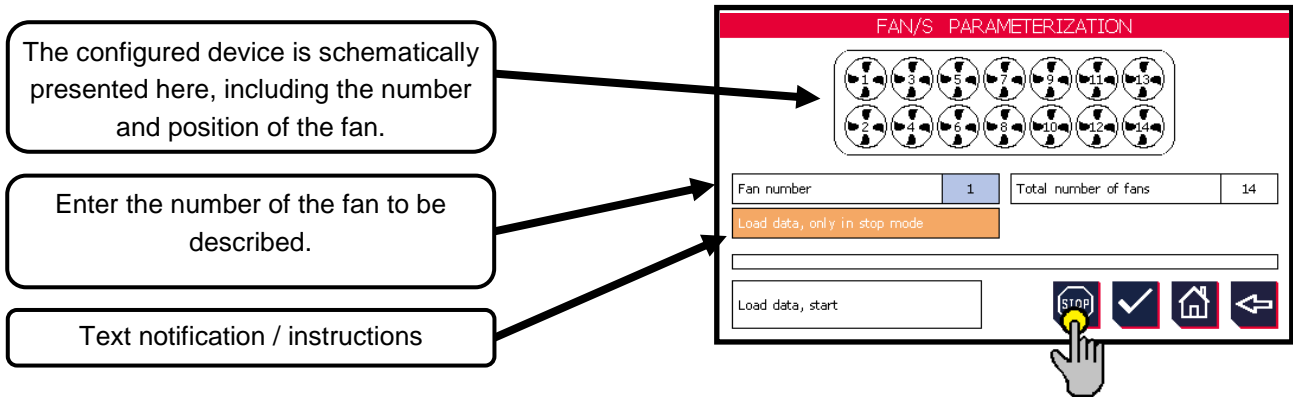 The configured device is schematically
presented here, including the number
and position of the fan.
Enter the number of the fan to be
described.
Text notification / instructions
FAN/S PARAMETERIZATION
1 3 5 7 9 11 13
2 4 6 8 10 12 14
Fan number 1 Total number of fans 14
Load data, only in stop mode
Load data, start
STOP